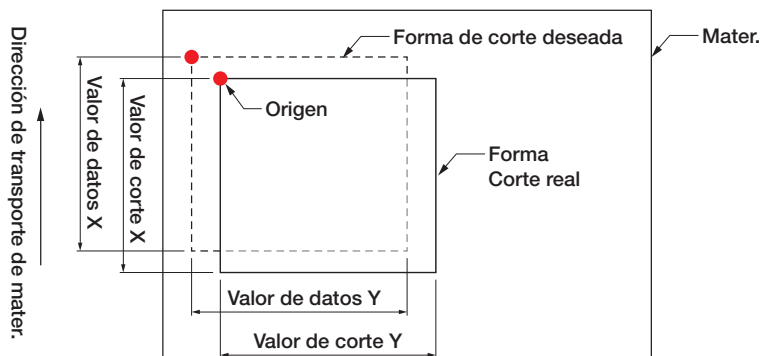 Dirección de transporte de mater.
Valor de datos X
Valor de corte X
Forma de corte deseada
Mater.
Origen
Forma
Corte real
Valor de datos Y
Valor de corte Y